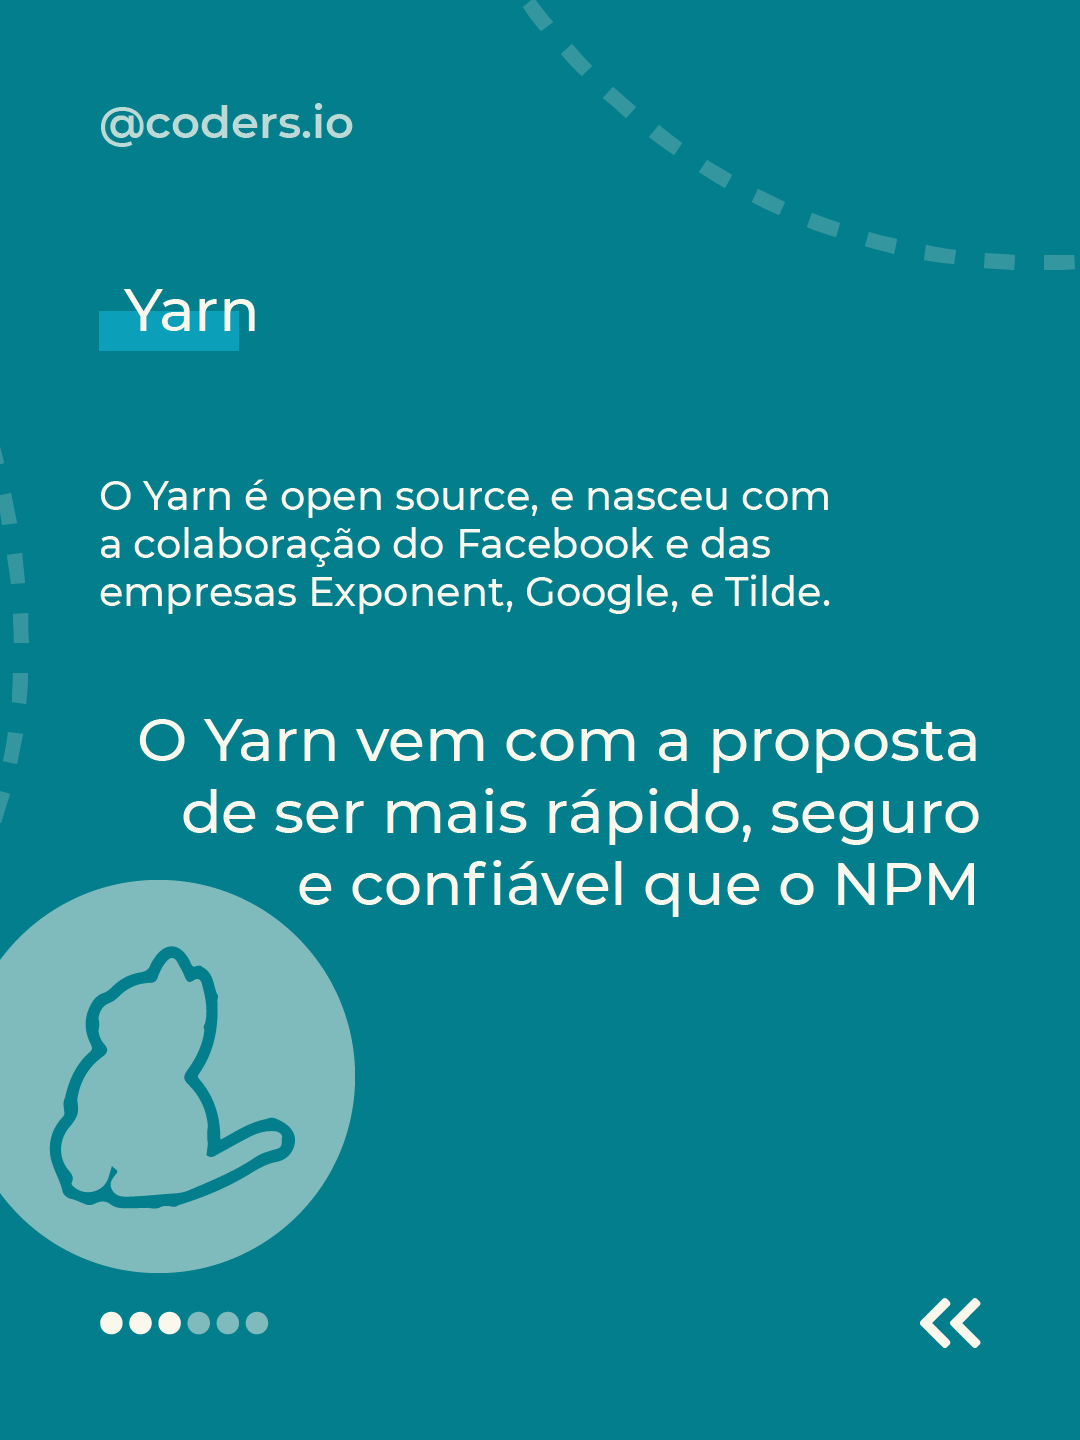 @coders.io
Yarn
O Yarn é open source, e nasceu com
a colaboração do Facebook e das
empresas Exponent, Google, e Tilde.
O Yarn vem com a proposta
de ser mais rápido, seguro
e confiável que o NPM